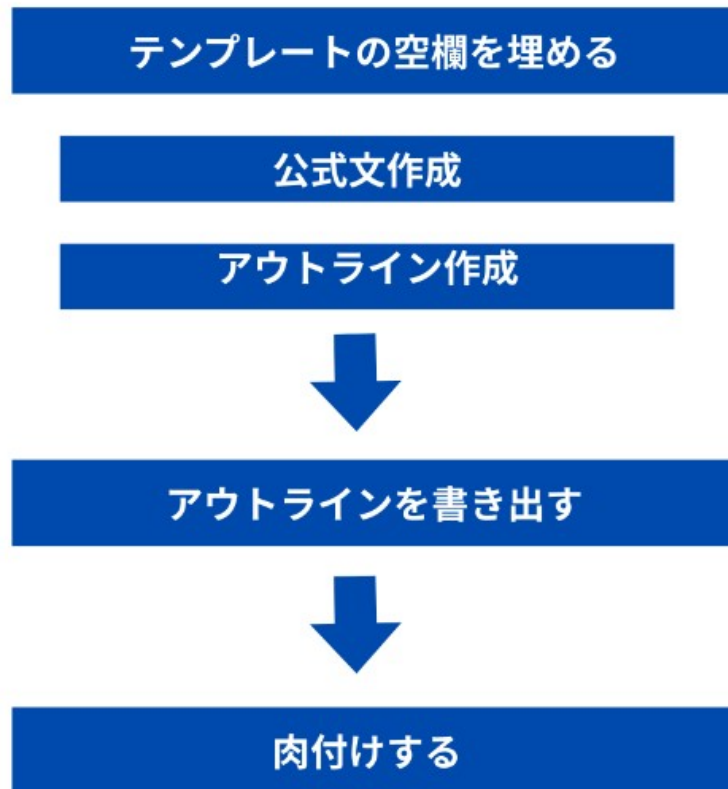 テンプレートの空欄を埋める
公式文作成
アウトライン作成
アウトラインを書き出す
肉付けする